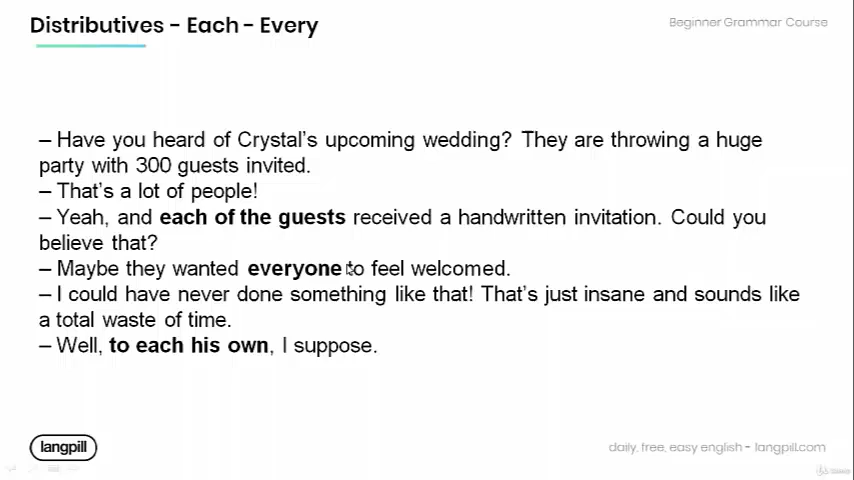 Distributives - Each - Every
Beginner Grammar Course
– Have you heard of Crystal's upcoming wedding? They are throwing a huge
party with 300 guests invited.
– That's a lot of people!
– Yeah, and each of the guests received a handwritten invitation. Could you
believe that?
– Maybe they wanted everyone to feel welcomed.
– I could have never done something like that! That's just insane and sounds like
a total waste of time.
– Well, to each his own, I suppose.
langpill
daily, free, easy english - langpill.com